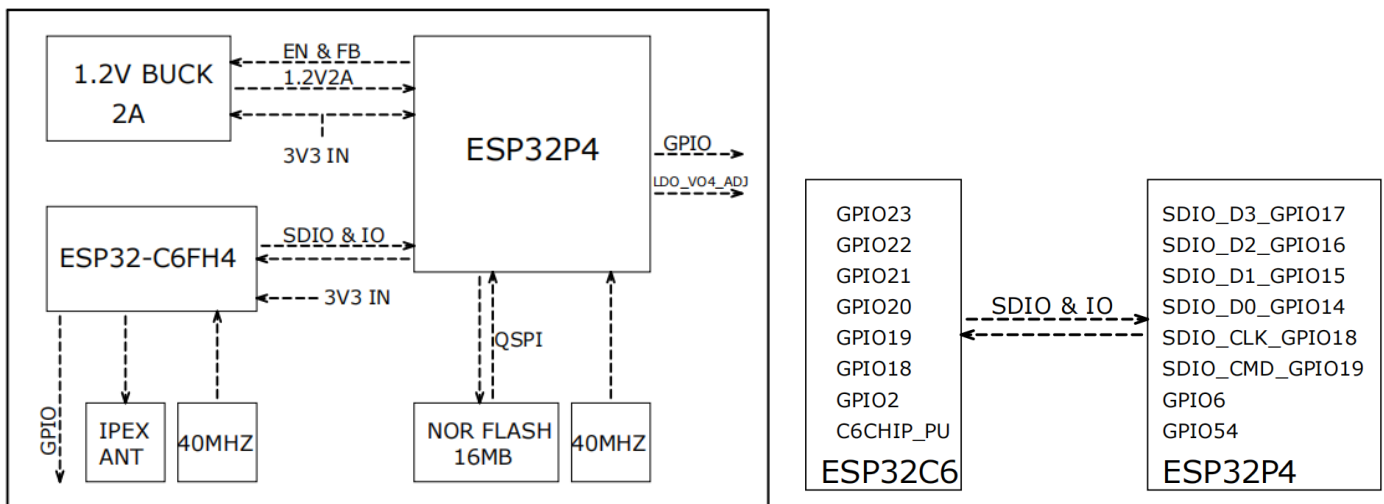 1.2V BUCK
2A
EN & FB
1.2V2A
3V3 IN
ESP32P4
GPIO
LDO_VO4_ADJ
ESP32-C6FH4
SDIO & IO
3V3 IN
QSPI
GPIO
IPEX
ANT
40MHZ
NOR FLASH
16MB
40MHZ
GPIO23
GPIO22
GPIO21
GPIO20
GPIO19
GPIO18
GPIO2
C6CHIP_PU
ESP32C6
SDIO & IO
SDIO_D3_GPIO17
SDIO_D2_GPIO16
SDIO_D1_GPIO15
SDIO_D0_GPIO14
SDIO_CLK_GPIO18
SDIO_CMD_GPIO19
GPIO6
GPIO54
ESP32P4